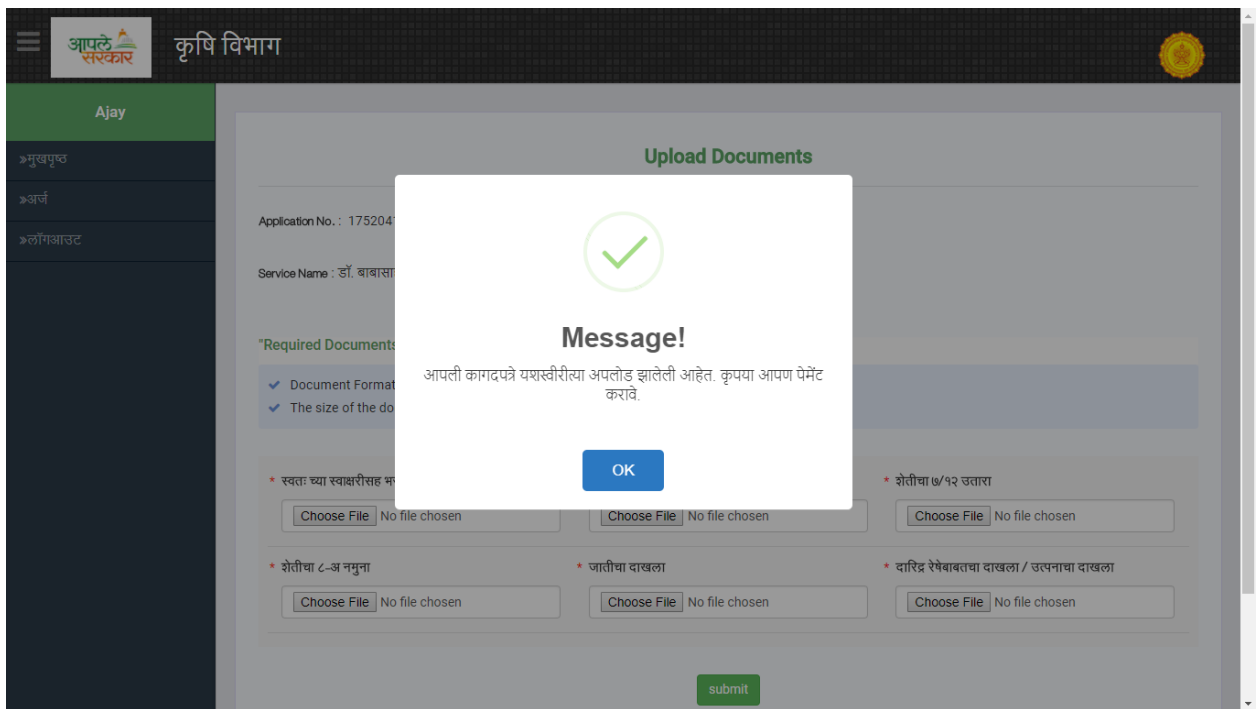 आपले सरकार
कृषि विभाग
Ajay
»मुखपृष्ठ
»अर्ज
»लॉगआउट
Upload Documents
Application No. : 175204
Service Name : डॉ. बाबासा
"Required Documents
Document Format
The size of the do
Message!
आपली कागदपत्रे यशस्वीरीत्या अपलोड झालेली आहेत. कृपया आपण पेमेंट
करावे.
OK
* स्वतः च्या स्वाक्षरीसह
* शेतीचा ७/१२ उतारा
Choose File No file chosen
Choose File No file chosen
Choose File No file chosen
* शेतीचा ८-अ नमुना
* जातीचा दाखला
* दारिद्र रेषेबाबतचा दाखला / उत्पनाचा दाखला
Choose File No file chosen
Choose File No file chosen
Choose File No file chosen
submit